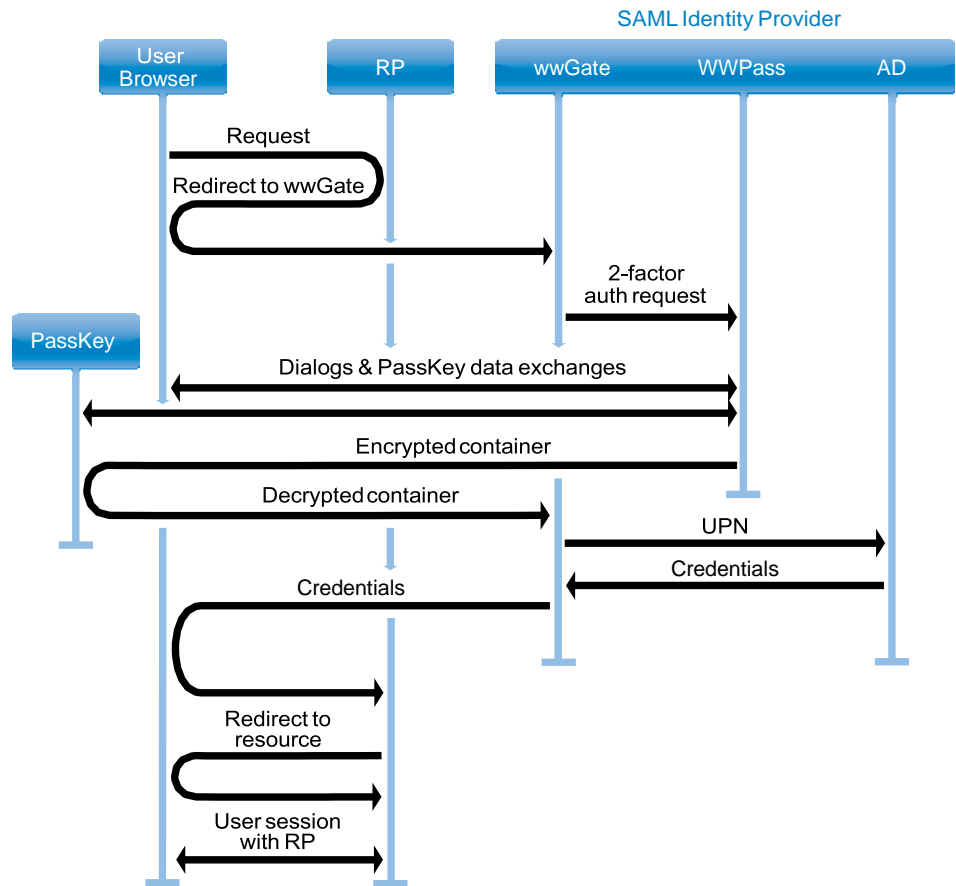 SAML Identity Provider
User
Browser
RP
wwGate
WWPass
AD
Request
Redirect to wwGate
2-factor
auth request
PassKey
Dialogs & PassKey data exchanges
Encrypted container
Decrypted container
UPN
Credentials
Credentials
Redirect to
resource
User session
with RP